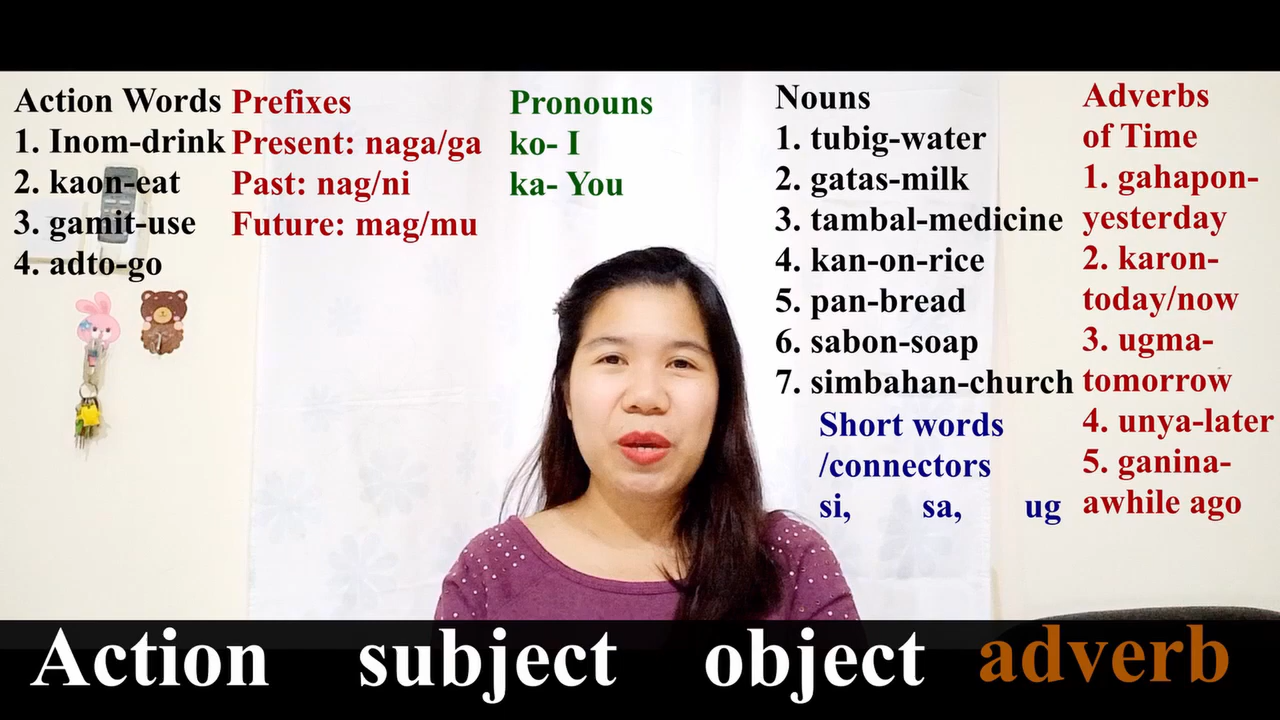 Action Words
1. Inom-drink
2. kaon-eat
3. gamit-use
4. adto-go
Prefixes
Present: naga/ga
Past: nag/ni
Future: mag/mu
Pronouns
ko- I
ka- You
Nouns
1. tubig-water
2. gatas-milk
3. tambal-medicine
4. kan-on-rice
5. pan-bread
6. sabon-soap
7. simbahan-church
Short words
/connectors
si, sa, ug
Adverbs
of Time
1. gahapon-
yesterday
2. karon-
today/now
3. ugma-
tomorrow
4. unya-later
5. ganina-
awhile ago
Action subject object adverb